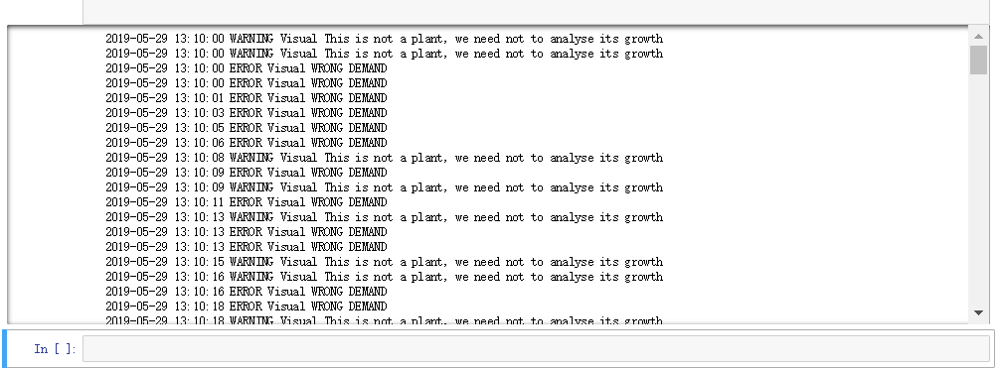 2019-05-29 13:10:00 WARNING Visual This is not a plant, we need not to analyse its growth
2019-05-29 13:10:00 WARNING Visual This is not a plant, we need not to analyse its growth
2019-05-29 13:10:00 ERROR Visual WRONG DEMAND
2019-05-29 13:10:00 ERROR Visual WRONG DEMAND
2019-05-29 13:10:01 ERROR Visual WRONG DEMAND
2019-05-29 13:10:03 ERROR Visual WRONG DEMAND
2019-05-29 13:10:05 ERROR Visual WRONG DEMAND
2019-05-29 13:10:06 ERROR Visual WRONG DEMAND
2019-05-29 13:10:08 WARNING Visual This is not a plant, we need not to analyse its growth
2019-05-29 13:10:09 ERROR Visual WRONG DEMAND
2019-05-29 13:10:09 WARNING Visual This is not a plant, we need not to analyse its growth
2019-05-29 13:10:11 ERROR Visual WRONG DEMAND
2019-05-29 13:10:13 WARNING Visual This is not a plant, we need not to analyse its growth
2019-05-29 13:10:13 ERROR Visual WRONG DEMAND
2019-05-29 13:10:13 ERROR Visual WRONG DEMAND
2019-05-29 13:10:15 WARNING Visual This is not a plant, we need not to analyse its growth
2019-05-29 13:10:16 WARNING Visual This is not a plant, we need not to analyse its growth
2019-05-29 13:10:16 ERROR Visual WRONG DEMAND
2019-05-29 13:10:18 ERROR Visual WRONG DEMAND
2019-05-29 13:10:18 WARNING Visual This is not a plant, we need not to analyse its growth
In [ ]: